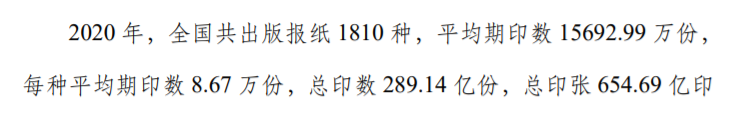 2020 年，全国共出版报纸 1810 种，平均期印数 15692.99 万份，
每种平均期印数 8.67 万份，总印数 289.14 亿份，总印张 654.69 亿印